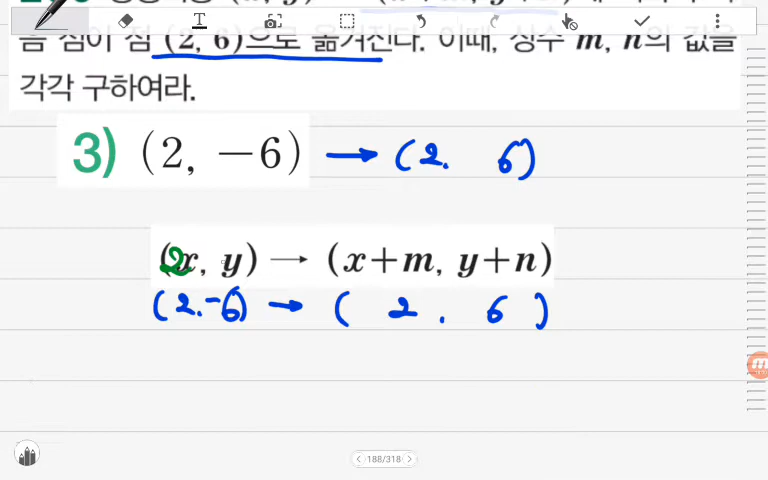 음 점이 점 (2, 6)으로 옮겨진다. 이때, 상수 m, n의 값을
각각 구하여라.
3) (2, −6) → (2. 6)
(x, y) → (x+m, y+n)
(2.-6) → ( 2 . 6 )
188/318